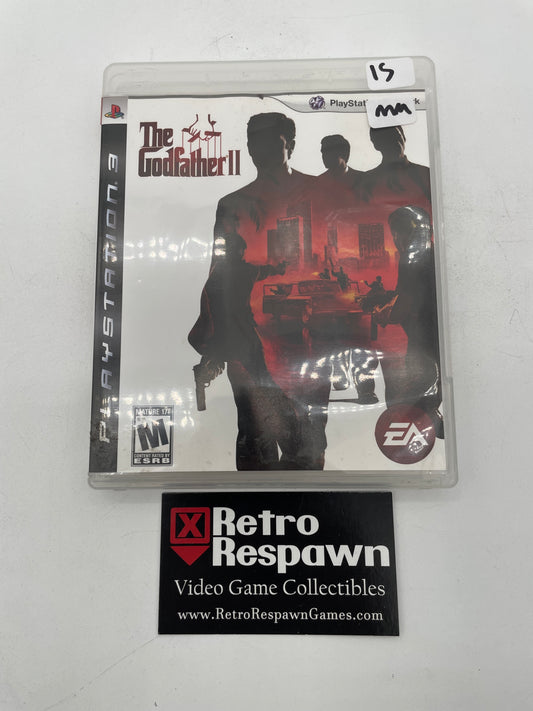 15
mm
PlayStation
PLAYSTATION 3
The
Godfather II
MATURE 17+
M
CONTENT RATED BY
ESRB
EA
Retro
Respawn
Video Game Collectibles
www.RetroRespawnGames.com